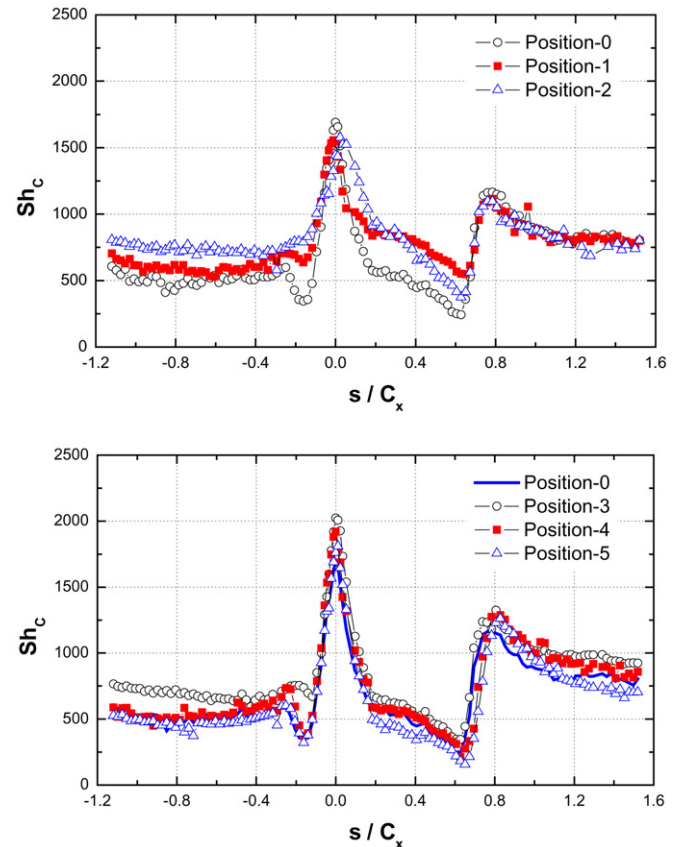 2500
Position-0
2000
Position-1
Position-2
1500
Sh_C
1000
500
0
-1.2 -0.8 -0.4 0.0 0.4 0.8 1.2 1.6
s / C_x
2500
Position-0
Position-3
2000
Position-4
Position-5
1500
Sh_C
1000
500
0
-1.2 -0.8 -0.4 0.0 0.4 0.8 1.2 1.6
s / C_x